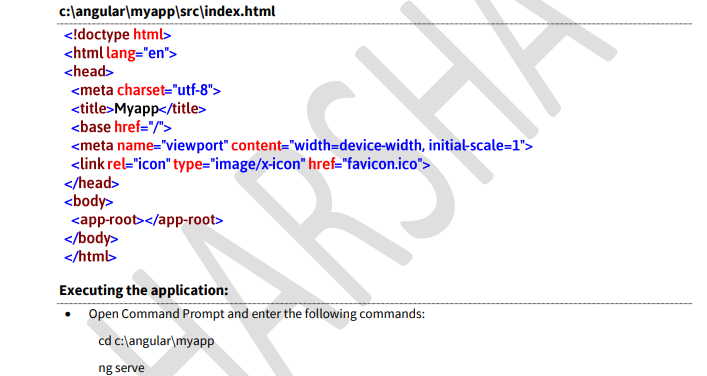 c:\angular\myapp\src\index.html
<!doctype html>
<html lang="en">
<head>
<meta charset="utf-8">
<title>Myapp</title>
<base href="/">
<meta name="viewport" content="width=device-width, initial-scale=1">
<link rel="icon" type="image/x-icon" href="favicon.ico">
</head>
<body>
<app-root></app-root>
</body>
</html>
Executing the application:
• Open Command Prompt and enter the following commands:
cd c:\angular\myapp
ng serve
HARSHA